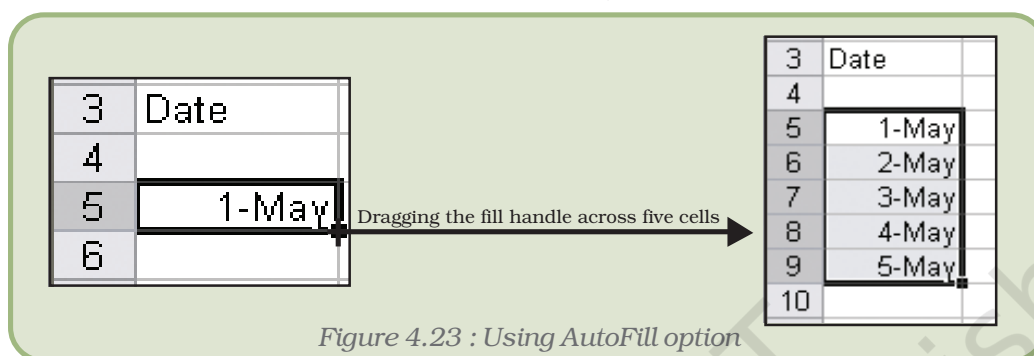 3 Date
4
5 1-May
6
Dragging the fill handle across five cells
3 Date
4
5 1-May
6 2-May
7 3-May
8 4-May
9 5-May
10
Figure 4.23 : Using AutoFill option